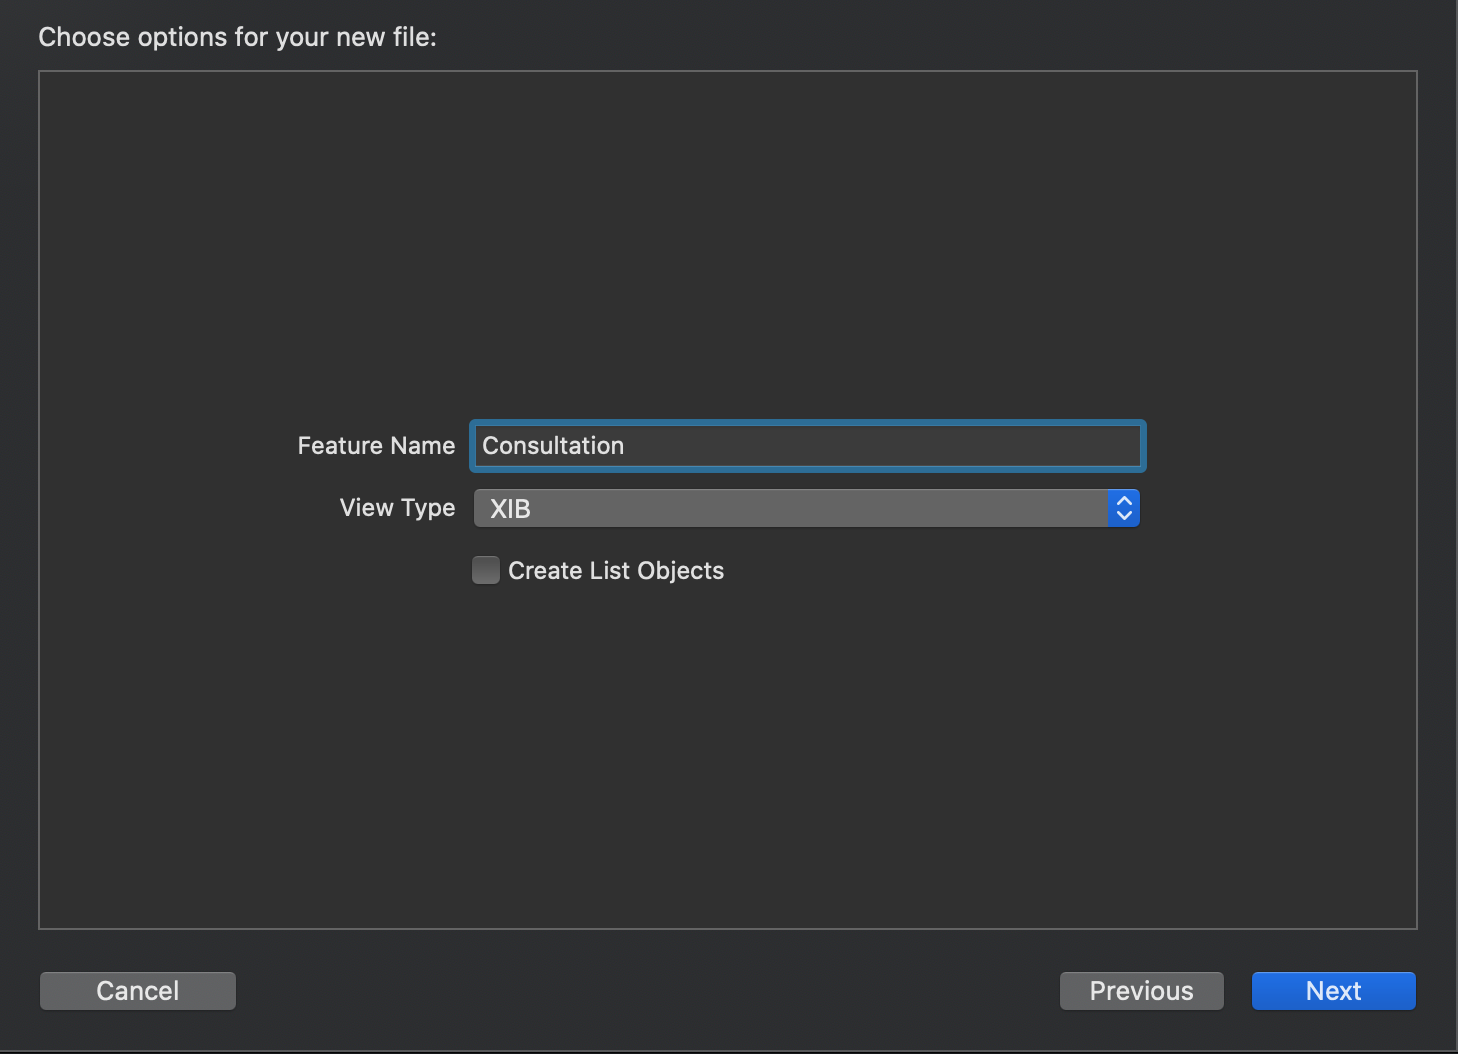 Choose options for your new file:
Feature Name Consultation
View Type XIB
Create List Objects
Cancel Previous Next